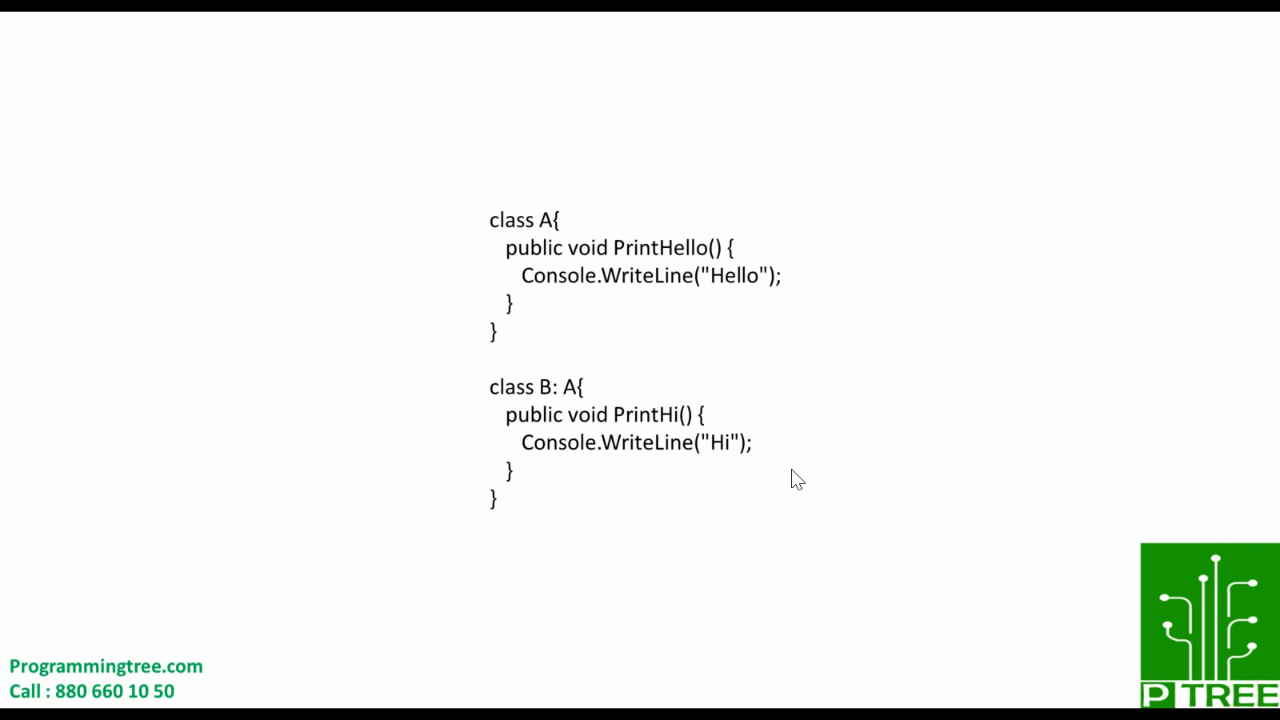 class A{
public void PrintHello() {
Console.WriteLine("Hello");
}
}
class B: A{
public void PrintHi() {
Console.WriteLine("Hi");
}
}
Programmingtree.com
Call : 880 660 10 50
P TREE